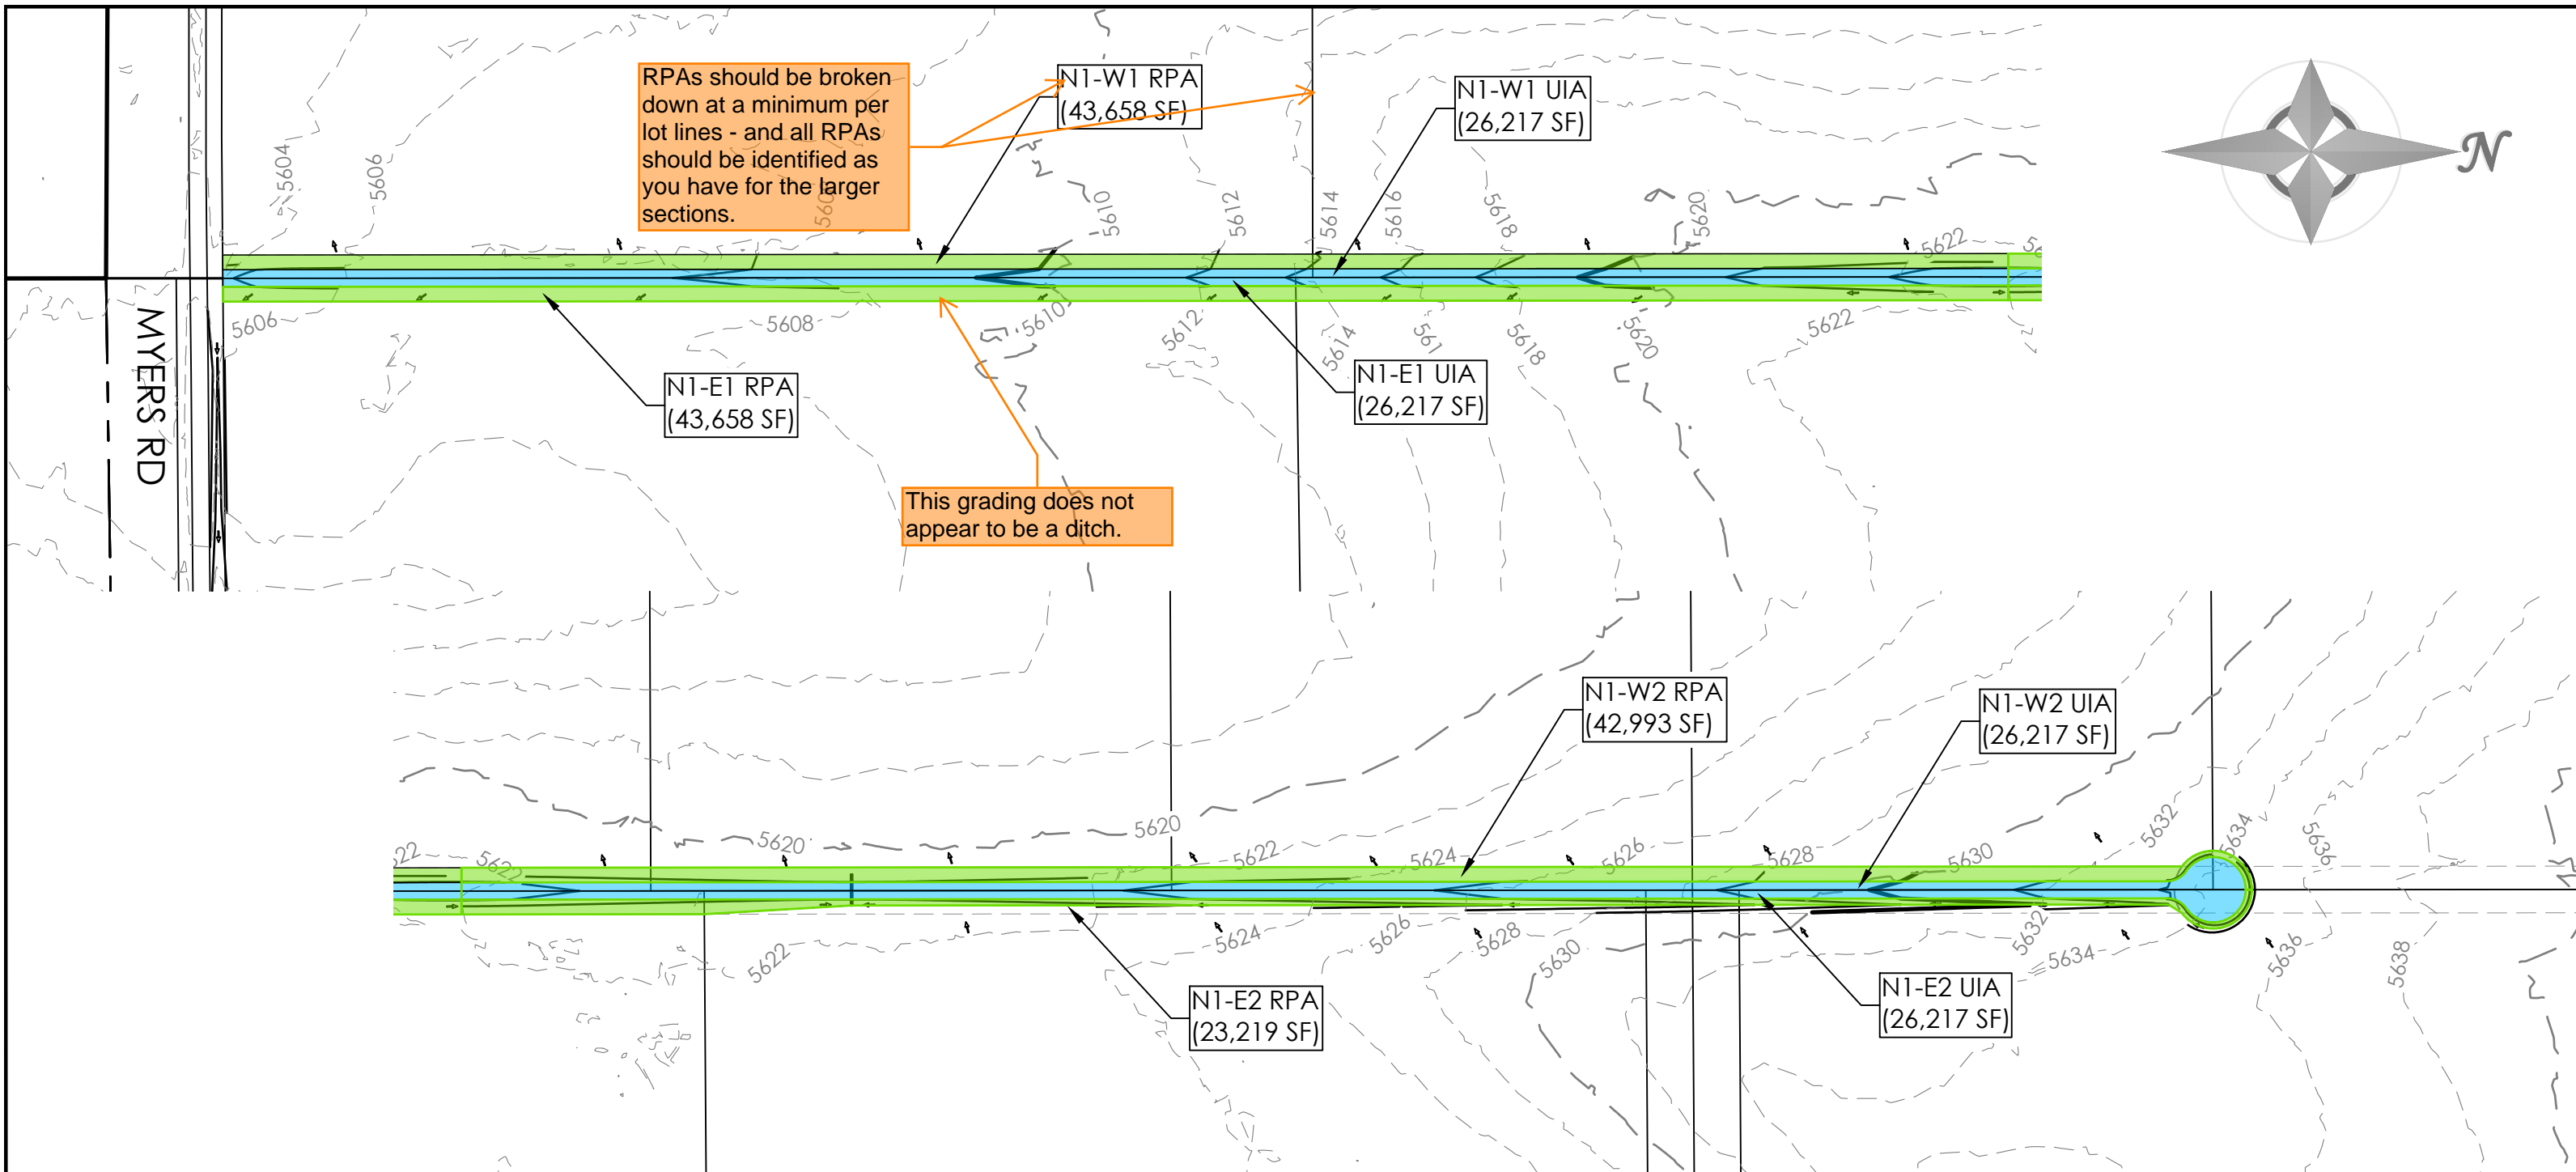 RPAs should be broken
down at a minimum per
lot lines - and all RPAs
should be identified as
you have for the larger
sections.
N1-W1 RPA
(43,658 SF)
N1-W1 UIA
(26,217 SF)
N
5604
5606
5610
5612
5614
5616
5618
5620
5622
MYERS RD
5606
5608
5610
5612
5614
561
5618
5620
5622
N1-E1 RPA
(43,658 SF)
N1-E1 UIA
(26,217 SF)
This grading does not
appear to be a ditch.
N1-W2 RPA
(42,993 SF)
N1-W2 UIA
(26,217 SF)
5620
5620
5622
5622
5624
5626
5628
5630
5632
5634
5636
5622
5624
5626
5628
5630
5632
5634
5636
5638
N1-E2 RPA
(23,219 SF)
N1-E2 UIA
(26,217 SF)